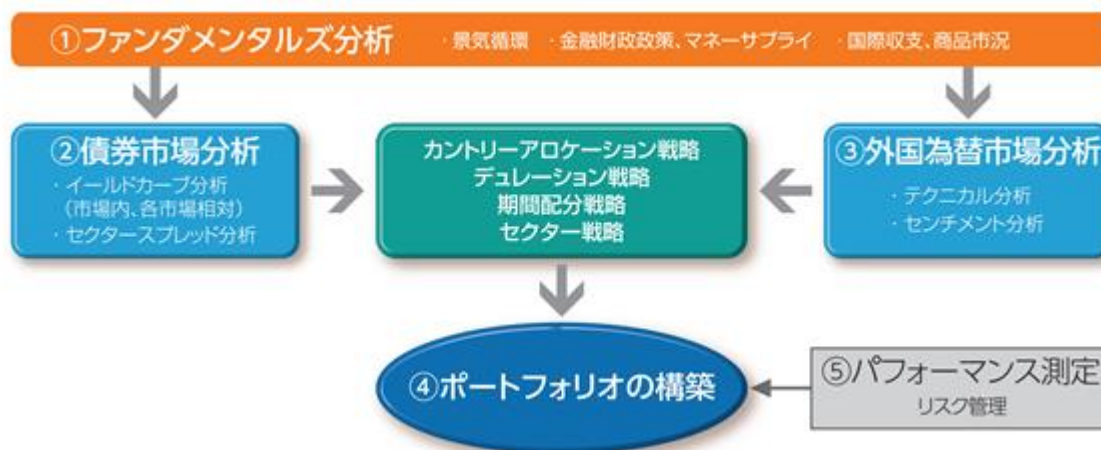 ①ファンダメンタルズ分析 ・景気循環 ・金融財政政策、マネーサプライ ・国際収支、商品市況
②債券市場分析
・イールドカーブ分析
（市場内、各市場相対）
・セクタースプレッド分析
カントリーアロケーション戦略
デュレーション戦略
期間配分戦略
セクター戦略
③外国為替市場分析
・テクニカル分析
・センチメント分析
④ポートフォリオの構築
⑤パフォーマンス測定
リスク管理